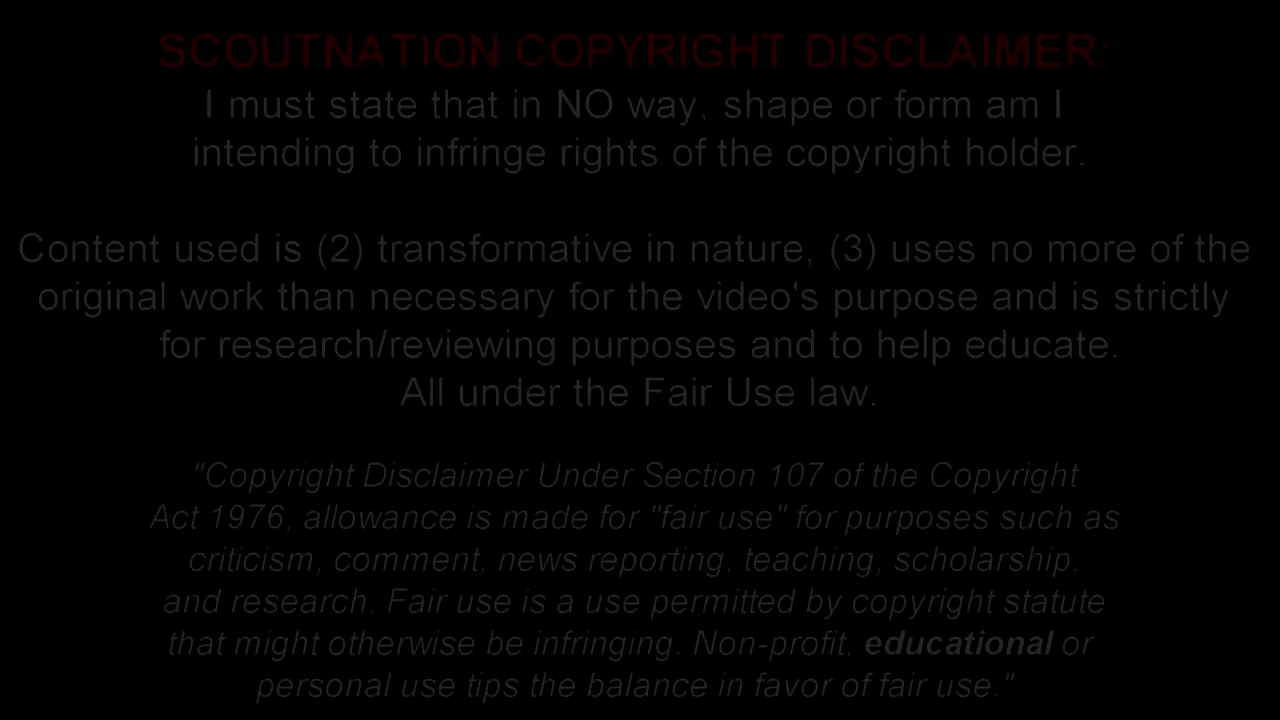 SCOUTNATION COPYRIGHT DISCLAIMER:
I must state that in NO way, shape or form am I
intending to infringe rights of the copyright holder.
Content used is (2) transformative in nature, (3) uses no more of the
original work than necessary for the video's purpose and is strictly
for research/reviewing purposes and to help educate.
All under the Fair Use law.
"Copyright Disclaimer Under Section 107 of the Copyright
Act 1976, allowance is made for "fair use" for purposes such as
criticism, comment, news reporting, teaching, scholarship,
and research. Fair use is a use permitted by copyright statute
that might otherwise be infringing. Non-profit, educational or
personal use tips the balance in favor of fair use."